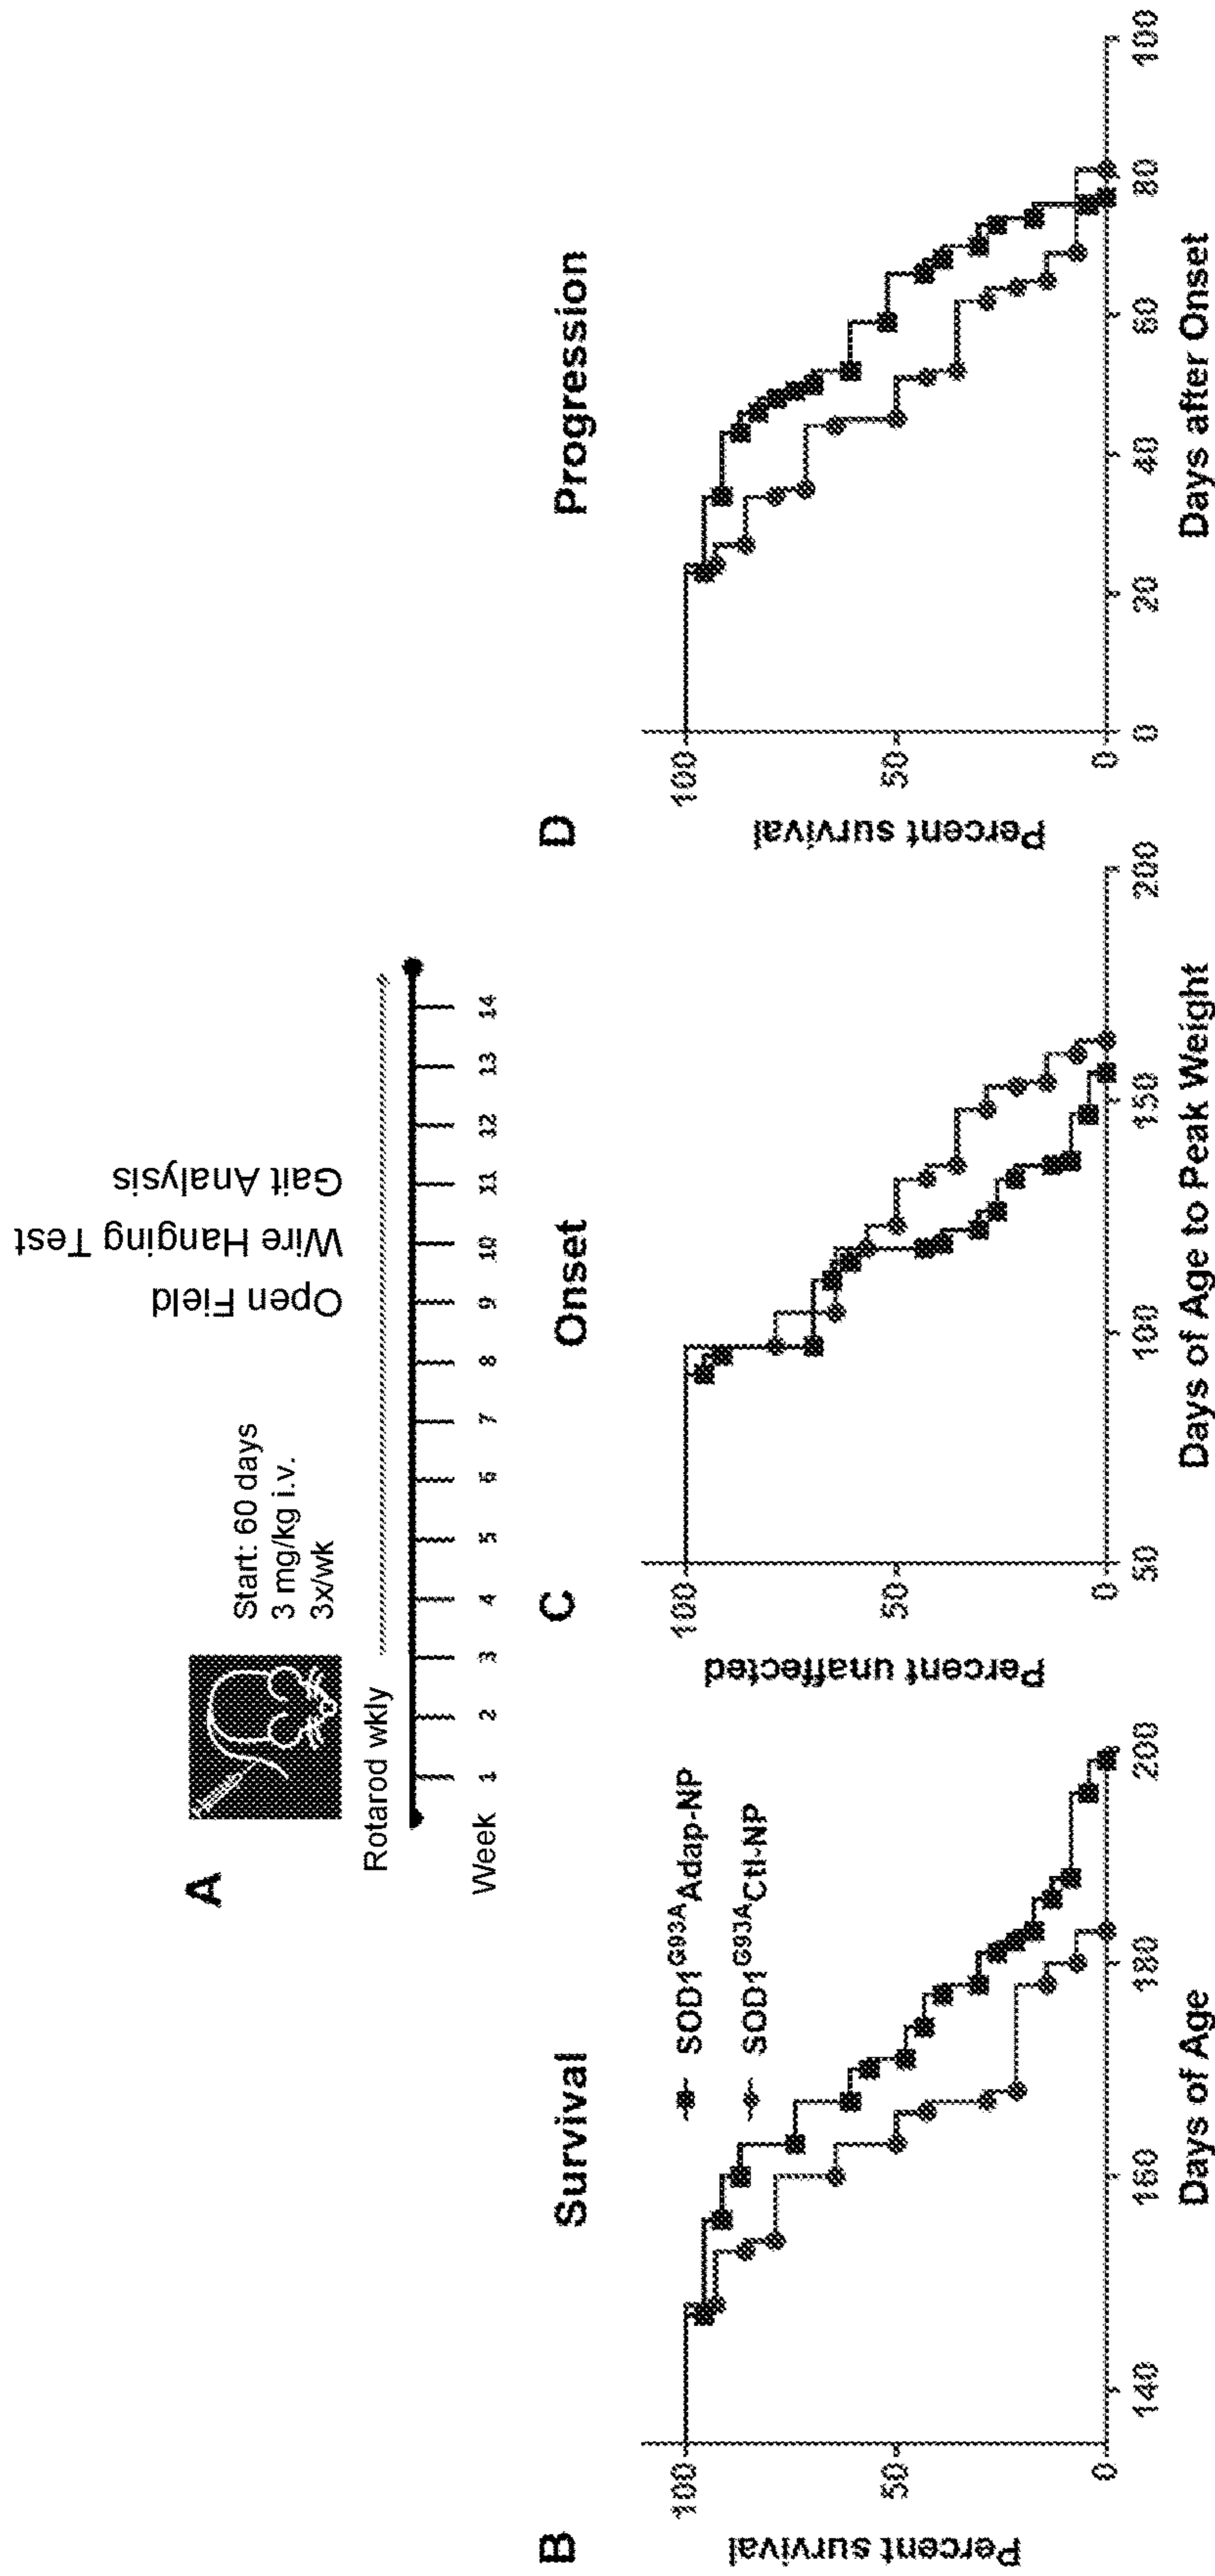 A
Start: 60 days
3 mg/kg i.v.
3x/wk
Open Field
Wire Hanging Test
Gait Analysis
Rotarod wkly
Week 1 2 3 4 5 6 7 8 9 10 11 12 13 14
B
Survival
Percent survival
100
50
0
SOD1G93AAdap-NP
SOD1G93ACtl-NP
140 160 180 200
Days of Age
C
Onset
Percent unaffected
100
50
0
50 100 150 200
Days of Age to Peak Weight
D
Progression
Percent survival
100
50
0
0 20 40 60 80 100
Days after Onset